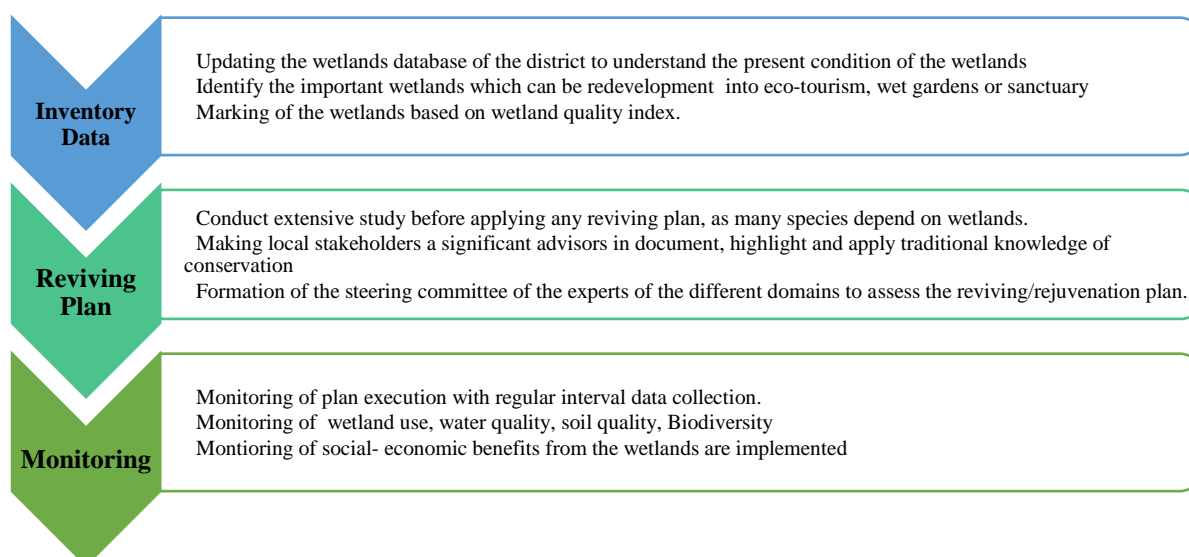 Inventory
Data
Updating the wetlands database of the district to understand the present condition of the wetlands
Identify the important wetlands which can be redevelopment into eco-tourism, wet gardens or sanctuary
Marking of the wetlands based on wetland quality index.
Reviving
Plan
Conduct extensive study before applying any reviving plan, as many species depend on wetlands.
Making local stakeholders a significant advisors in document, highlight and apply traditional knowledge of
conservation
Formation of the steering committee of the experts of the different domains to assess the reviving/rejuvenation plan.
Monitoring
Monitoring of plan execution with regular interval data collection.
Monitoring of wetland use, water quality, soil quality, Biodiversity
Montioring of social- economic benefits from the wetlands are implemented